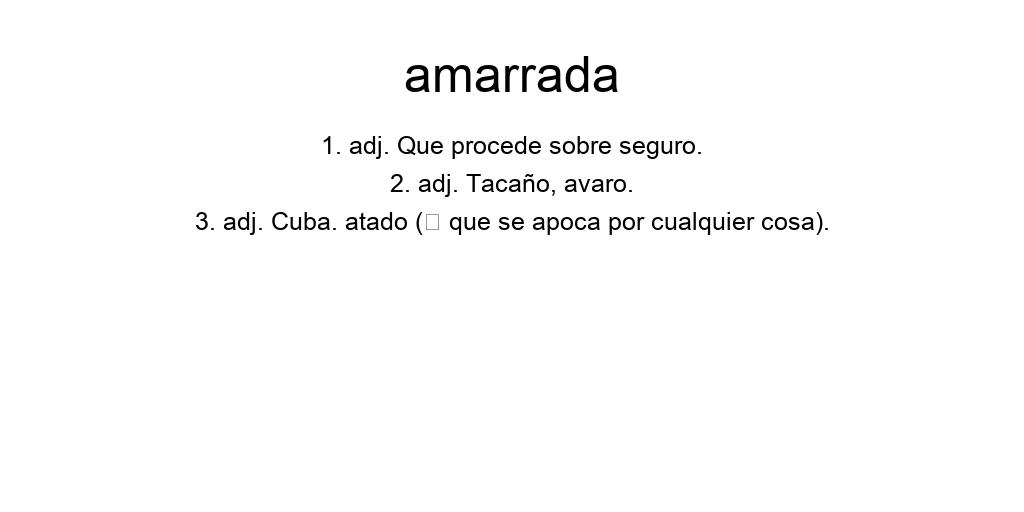 amarrada
1. adj. Que procede sobre seguro.
2. adj. Tacaño, avaro.
3. adj. Cuba. atado (□ que se apoca por cualquier cosa).